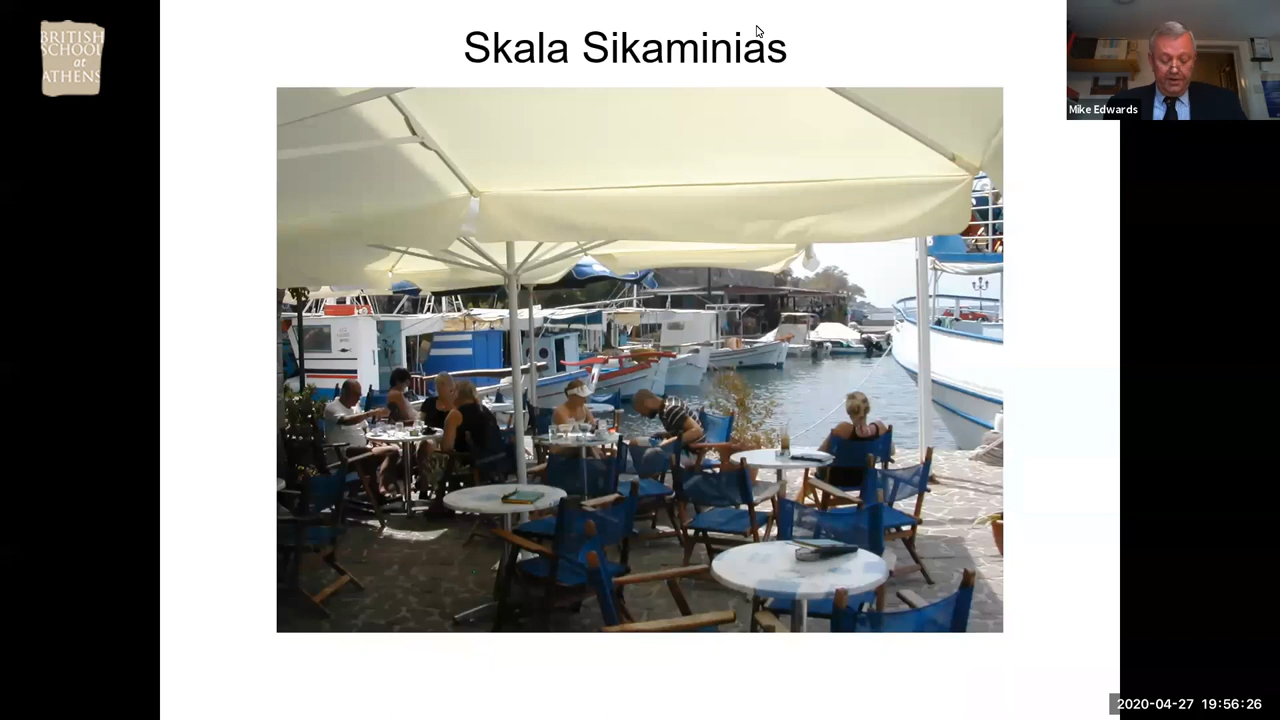 BRITISH
SCHOOL
at
ATHENS
Skala Sikaminias
Mike Edwards
2020-04-27 19:56:26